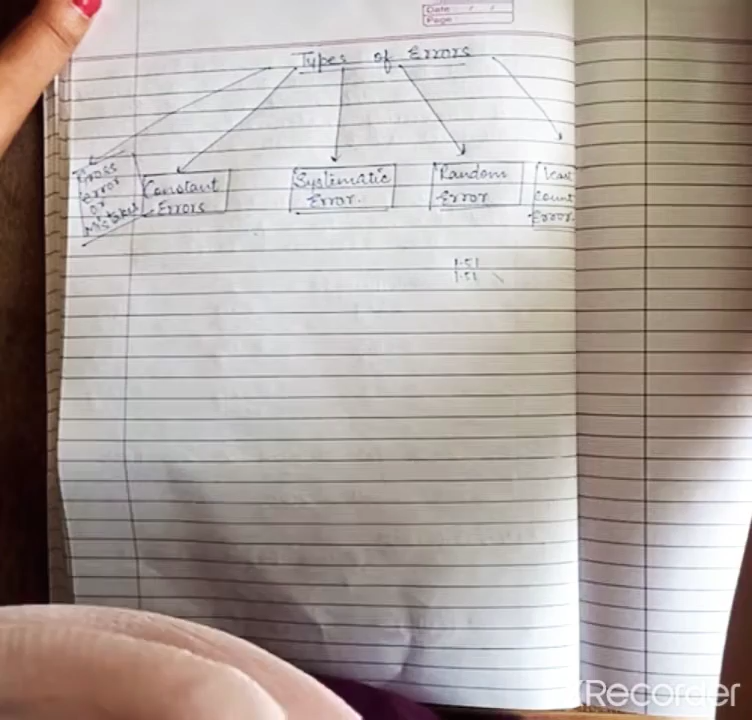 Date / /
Page
Types of Errors
Gross
error
or
Mistakes
Constant
Errors
Systematic
Error.
Random
Error
Least
Count
Error.
1.51
1.51
XRecorder